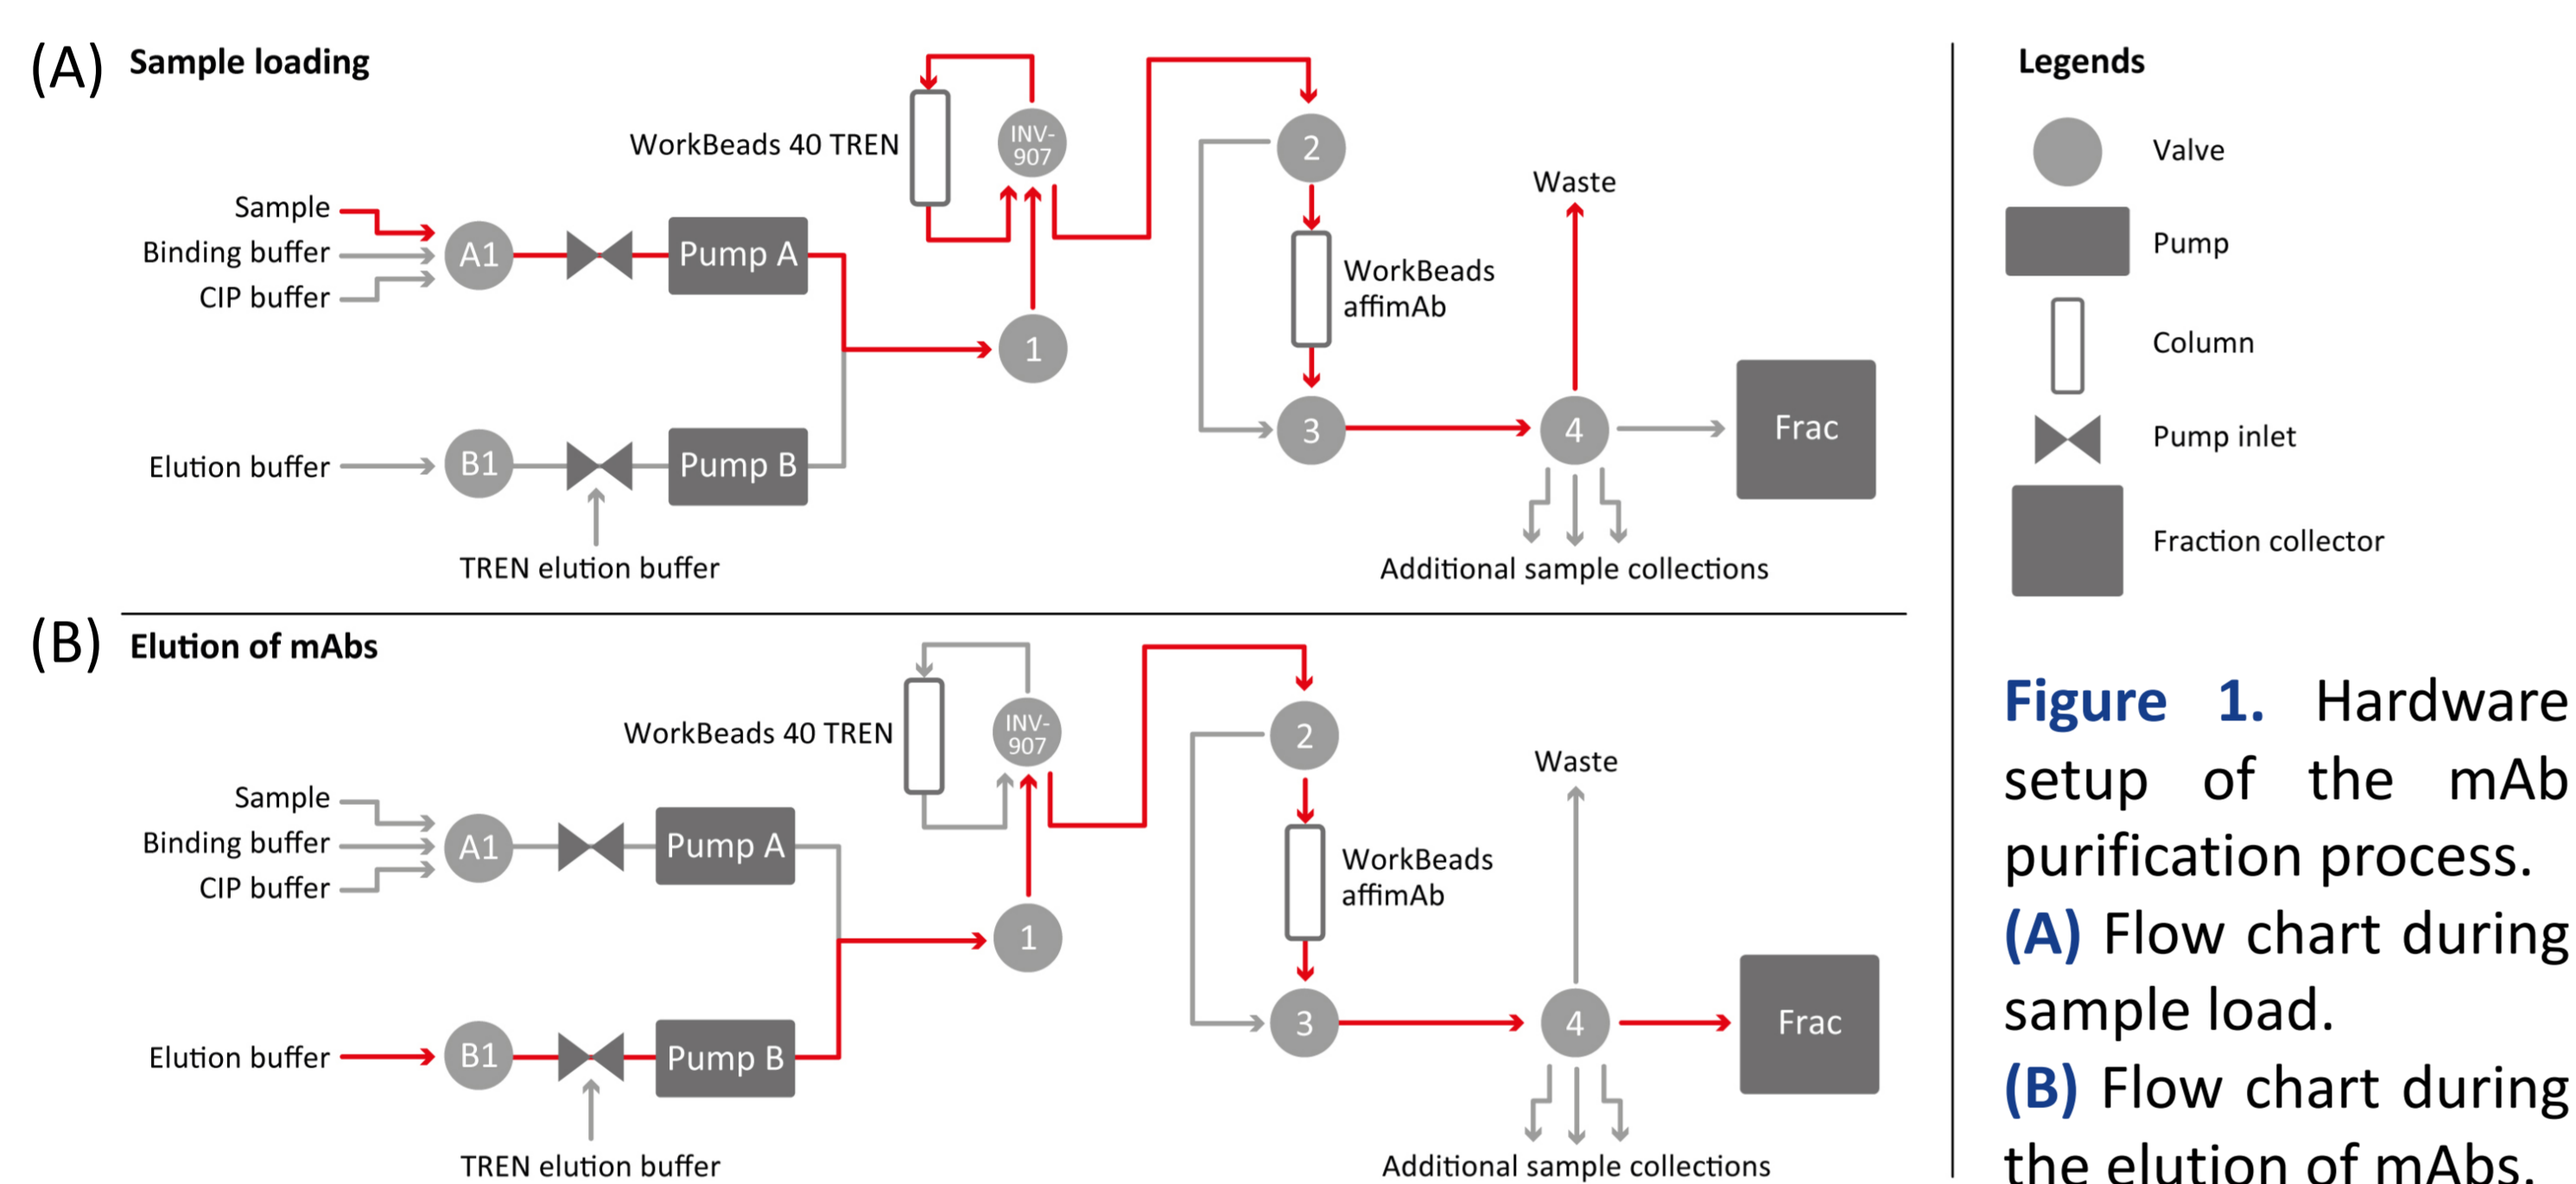 (A) Sample loading
WorkBeads 40 TREN
INV-
907
2
Sample
Binding buffer
CIP buffer
A1
Pump A
WorkBeads
affimAb
Waste
1
3
4
Frac
Elution buffer
B1
Pump B
TREN elution buffer
Additional sample collections
(B) Elution of mAbs
WorkBeads 40 TREN
INV-
907
2
Sample
Binding buffer
CIP buffer
A1
Pump A
WorkBeads
affimAb
Waste
1
3
4
Frac
Elution buffer
B1
Pump B
TREN elution buffer
Additional sample collections
Legends
Valve
Pump
Column
Pump inlet
Fraction collector
Figure 1. Hardware
setup of the mAb
purification process.
(A) Flow chart during
sample load.
(B) Flow chart during
the elution of mAbs.